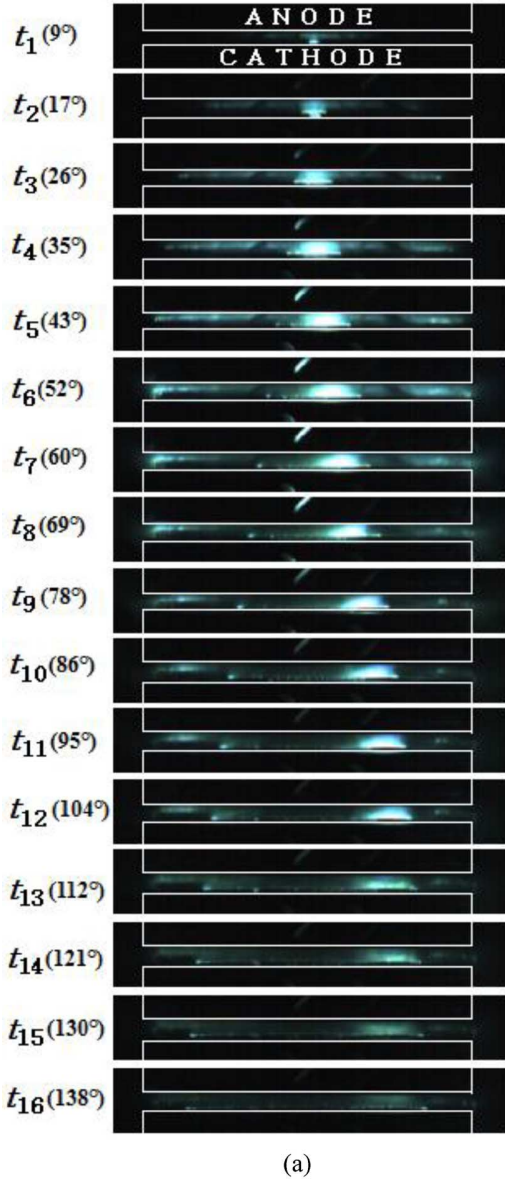 ANODE
t1(9°)
CATHODE
t2(17°)
t3(26°)
t4(35°)
t5(43°)
t6(52°)
t7(60°)
t8(69°)
t9(78°)
t10(86°)
t11(95°)
t12(104°)
t13(112°)
t14(121°)
t15(130°)
t16(138°)
(a)